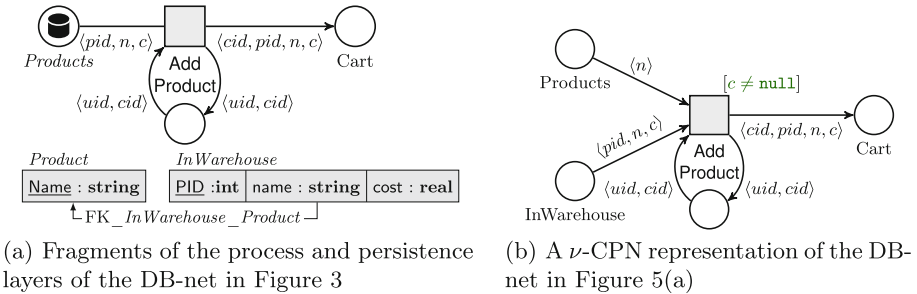 ⟨pid, n, c⟩
⟨cid, pid, n, c⟩
Products
Add
Product
Cart
⟨uid, cid⟩
⟨uid, cid⟩
Product
InWarehouse
Name : string
PID :int
name : string
cost : real
FK_InWarehouse_Product
(a) Fragments of the process and persistence
layers of the DB-net in Figure 3
Products
⟨n⟩
[c ≠ null]
⟨pid, n, c⟩
⟨cid, pid, n, c⟩
Cart
Add
Product
InWarehouse
⟨uid, cid⟩
⟨uid, cid⟩
(b) A ν-CPN representation of the DB-
net in Figure 5(a)